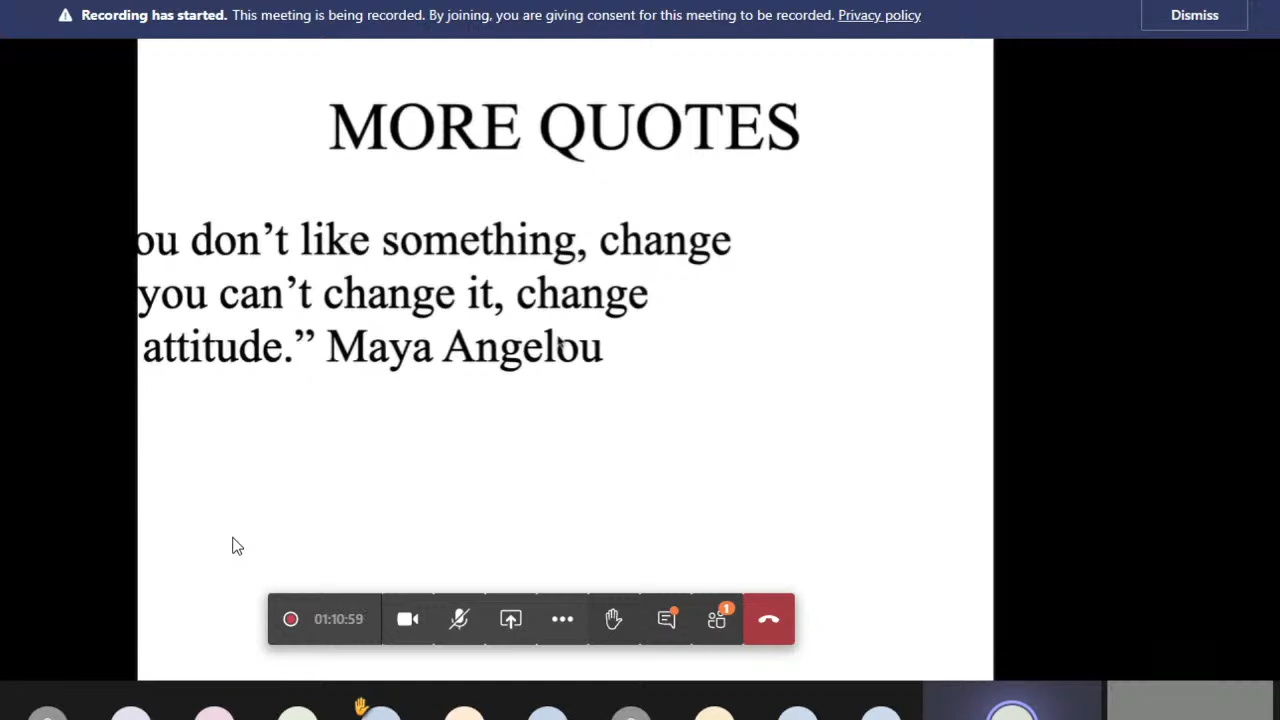 Recording has started. This meeting is being recorded. By joining, you are giving consent for this meeting to be recorded. Privacy policy
Dismiss
MORE QUOTES
ou don’t like something, change
you can’t change it, change
attitude.” Maya Angelou
01:10:59
1